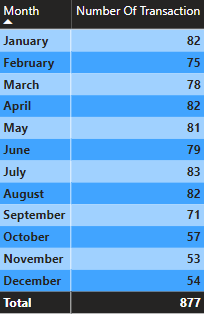 Month Number Of Transaction
January 82
February 75
March 78
April 82
May 81
June 79
July 83
August 82
September 71
October 57
November 53
December 54
Total 877